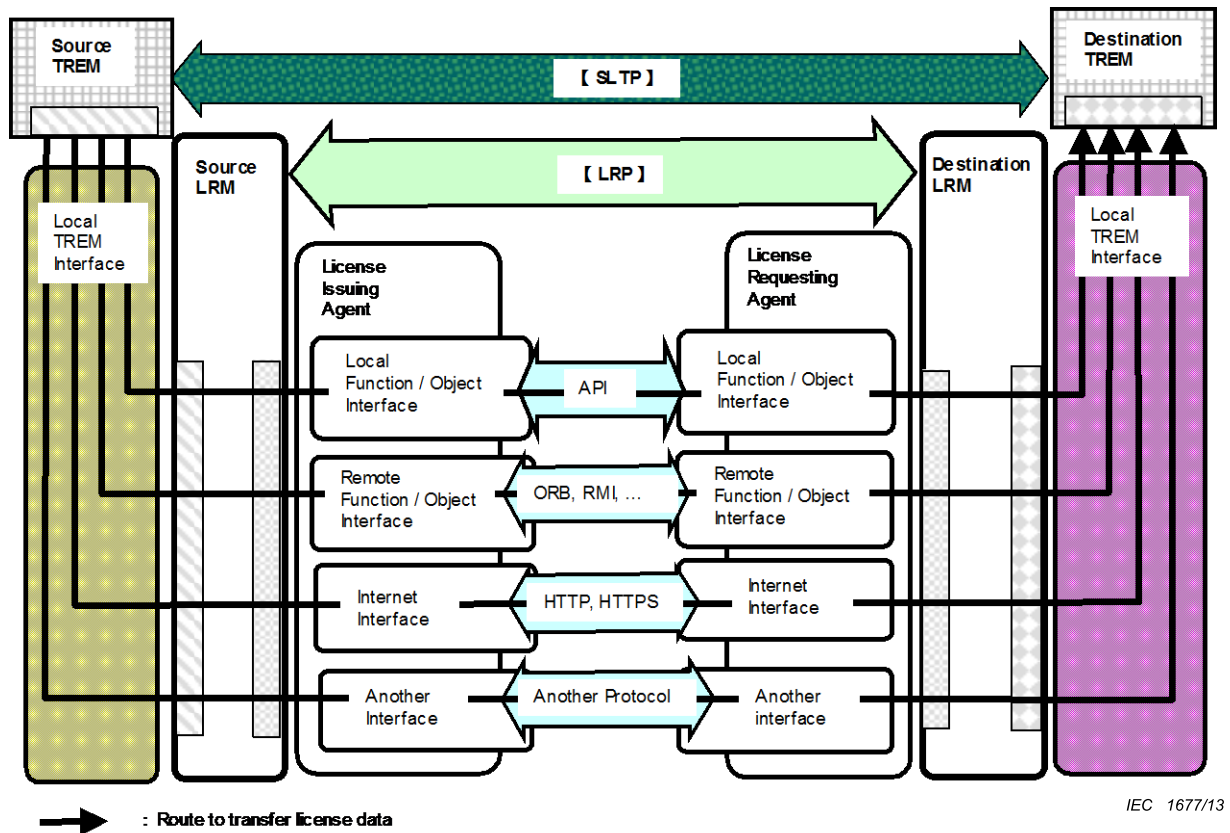 Source
TREM
Destination
TREM
【 SLTP 】
Source
LRM
【 LRP 】
Destination
LRM
Local
TREM
Interface
Local
TREM
Interface
License
Issuing
Agent
License
Requesting
Agent
Local
Function / Object
Interface
API
Local
Function / Object
Interface
Remote
Function / Object
Interface
ORB, RMI, ...
Remote
Function / Object
Interface
Internet
Interface
HTTP, HTTPS
Internet
Interface
Another
Interface
Another Protocol
Another
interface
: Route to transfer license data
IEC 1677/13